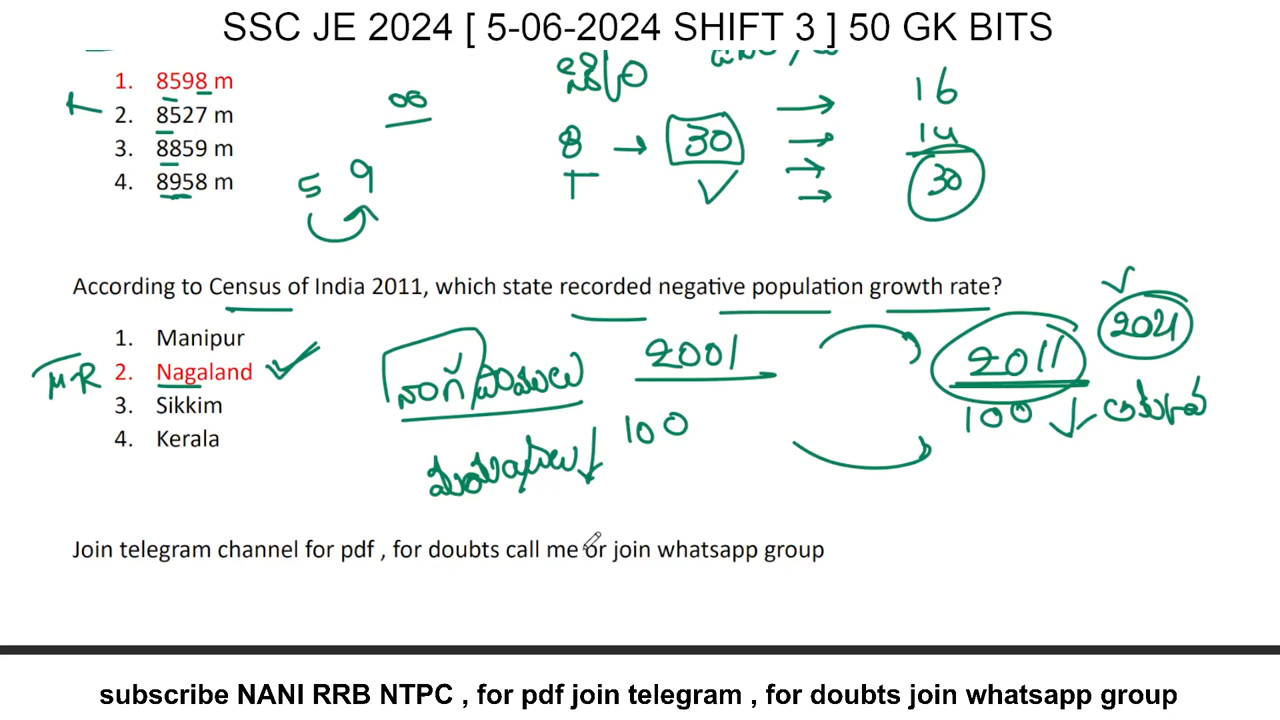 SSC JE 2024 [ 5-06-2024 SHIFT 3 ] 50 GK BITS
1. 8598 m
2. 8527 m
3. 8859 m
4. 8958 m
5 9
8 → 30
16
14
30
According to Census of India 2011, which state recorded negative population growth rate?
1. Manipur
2. Nagaland
3. Sikkim
4. Kerala
2001
2011
2021
100
100
Join telegram channel for pdf , for doubts call me or join whatsapp group
subscribe NANI RRB NTPC , for pdf join telegram , for doubts join whatsapp group